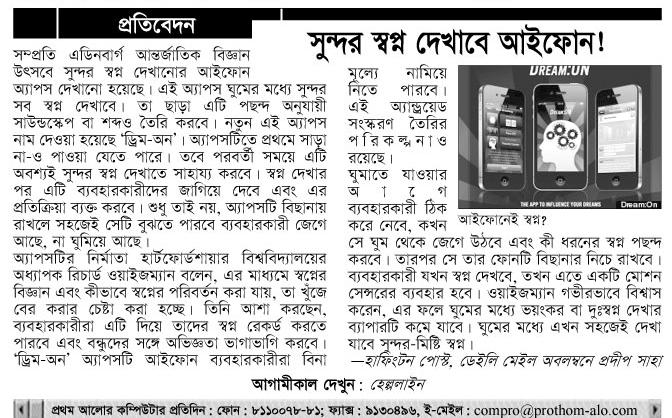 প্রতিবেদন
সুন্দর স্বপ্ন দেখাবে আইফোন!
সম্প্রতি এডিনবার্গ আন্তর্জাতিক বিজ্ঞান
উৎসবে সুন্দর স্বপ্ন দেখানোর আইফোন
অ্যাপস দেখানো হয়েছে। এই অ্যাপস ঘুমের মধ্যে সুন্দর
সব স্বপ্ন দেখাবে। তা ছাড়া এটি পছন্দ অনুযায়ী
সাউন্ডস্কেপ বা শব্দও তৈরি করবে। নতুন এই অ্যাপস
নাম দেওয়া হয়েছে ‘ড্রিম-অন’। অ্যাপসটিতে প্রথমে সাড়া
না-ও পাওয়া যেতে পারে। তবে পরবর্তী সময়ে এটি
অবশ্যই সুন্দর স্বপ্ন দেখাতে সাহায্য করবে। স্বপ্ন দেখার
পর এটি ব্যবহারকারীদের জাগিয়ে দেবে এবং এর
প্রতিক্রিয়া ব্যক্ত করবে। শুধু তাই নয়, অ্যাপসটি বিছানায়
রাখলে সহজেই সেটি বুঝতে পারবে ব্যবহারকারী জেগে
আছে, না ঘুমিয়ে আছে।
অ্যাপসটির নির্মাতা হার্টফোর্ডশায়ার বিশ্ববিদ্যালয়ের
অধ্যাপক রিচার্ড ওয়াইজম্যান বলেন, এর মাধ্যমে স্বপ্নের
বিজ্ঞান এবং কীভাবে স্বপ্নের পরিবর্তন করা যায়, তা খুঁজে
বের করার চেষ্টা করা হচ্ছে। তিনি আশা করছেন,
ব্যবহারকারীরা এটি দিয়ে তাদের স্বপ্ন রেকর্ড করতে
পারবে এবং বন্ধুদের সঙ্গে অভিজ্ঞতা ভাগাভাগি করবে।
‘ড্রিম-অন’ অ্যাপসটি আইফোন ব্যবহারকারীরা বিনা
মূল্যে নামিয়ে
নিতে পারবে।
এই অ্যান্ড্রয়েড
সংস্করণ তৈরির
পরিকল্পনাও
রয়েছে।
ঘুমাতে যাওয়ার
আগে
ব্যবহারকারী ঠিক
করে নেবে, কখন
সে ঘুম থেকে জেগে উঠবে এবং কী ধরনের স্বপ্ন পছন্দ
করবে। তারপর সে তার ফোনটি বিছানার নিচে রাখবে।
ব্যবহারকারী যখন স্বপ্ন দেখবে, তখন এতে একটি মোশন
সেন্সরের ব্যবহার হবে। ওয়াইজম্যান গভীরভাবে বিশ্বাস
করেন, এর ফলে ঘুমের মধ্যে ভয়ংকর বা দুঃস্বপ্ন দেখার
ব্যাপারটি কমে যাবে। ঘুমের মধ্যে এখন সহজেই দেখা
যাবে সুন্দর-মিষ্টি স্বপ্ন।
—হাফিংটন পোস্ট, ডেইলি মেইল অবলম্বনে প্রদীপ সাহা
DREAM:ON
THE APP TO INFLUENCE YOUR DREAMS
Dream:On
আইফোনেই স্বপ্ন?
আগামীকাল দেখুন : হেল্পলাইন
প্রথম আলোর কম্পিউটার প্রতিদিন : ফোন : ৮১১০০৭৮-৮১; ফ্যাক্স : ৯১৩০৪৯৬, ই-মেইল : compro@prothom-alo.com